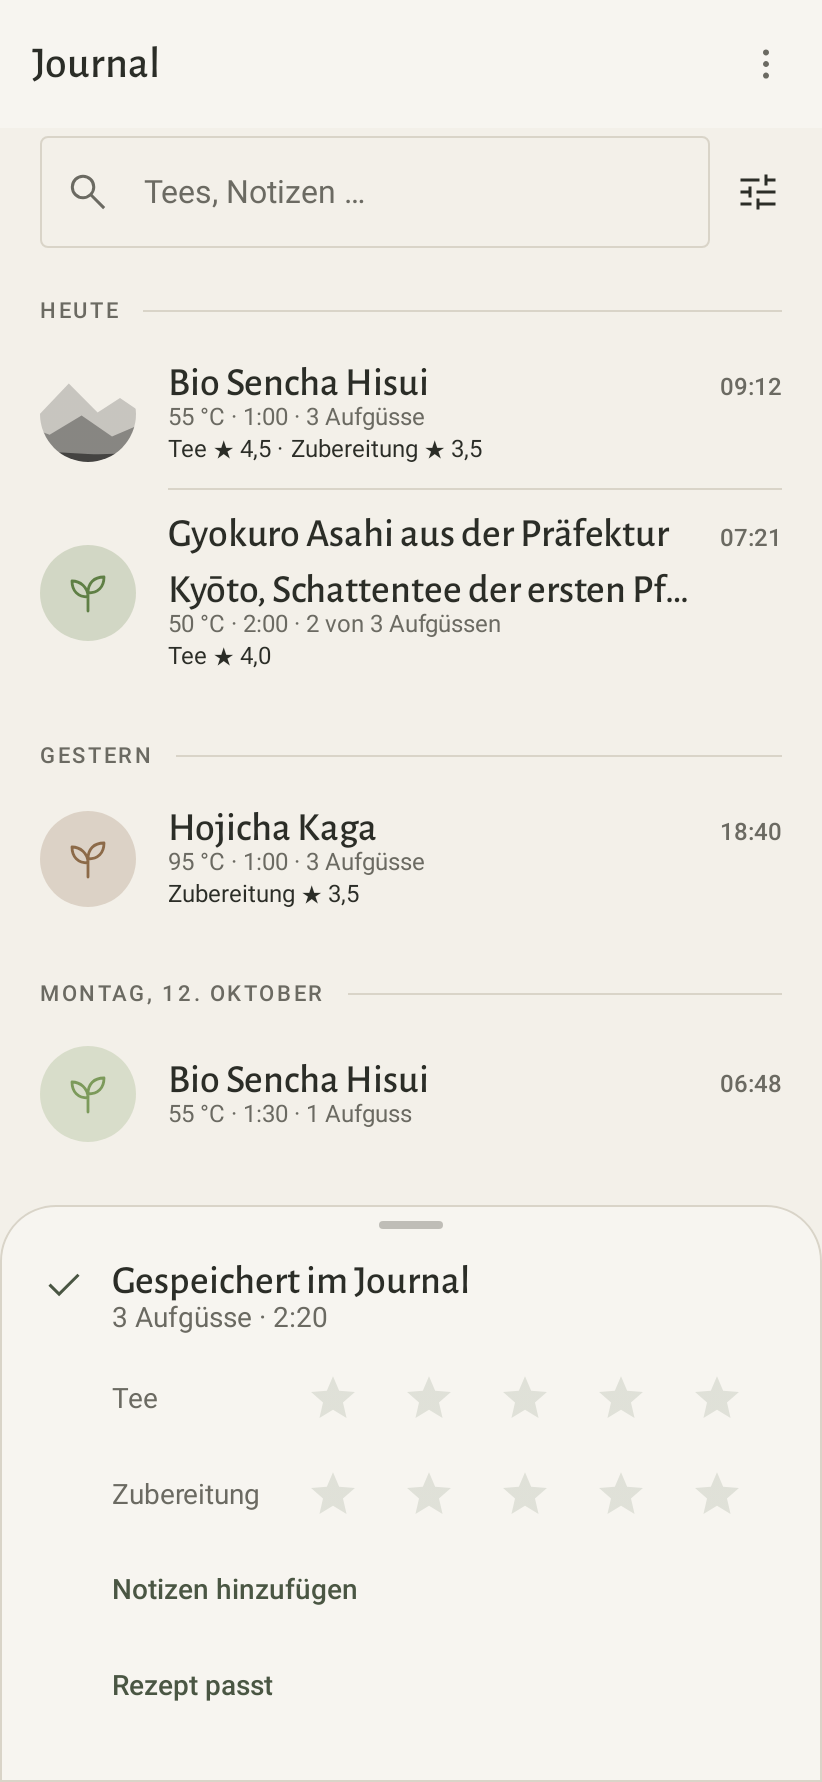 Journal
Tees, Notizen …
HEUTE
Bio Sencha Hisui
09:12
55 °C · 1:00 · 3 Aufgüsse
Tee ★ 4,5 · Zubereitung ★ 3,5
Gyokuro Asahi aus der Präfektur
07:21
Kyōto, Schattentee der ersten Pf…
50 °C · 2:00 · 2 von 3 Aufgüssen
Tee ★ 4,0
GESTERN
Hojicha Kaga
18:40
95 °C · 1:00 · 3 Aufgüsse
Zubereitung ★ 3,5
MONTAG, 12. OKTOBER
Bio Sencha Hisui
06:48
55 °C · 1:30 · 1 Aufguss
Gespeichert im Journal
3 Aufgüsse · 2:20
Tee
Zubereitung
Notizen hinzufügen
Rezept passt